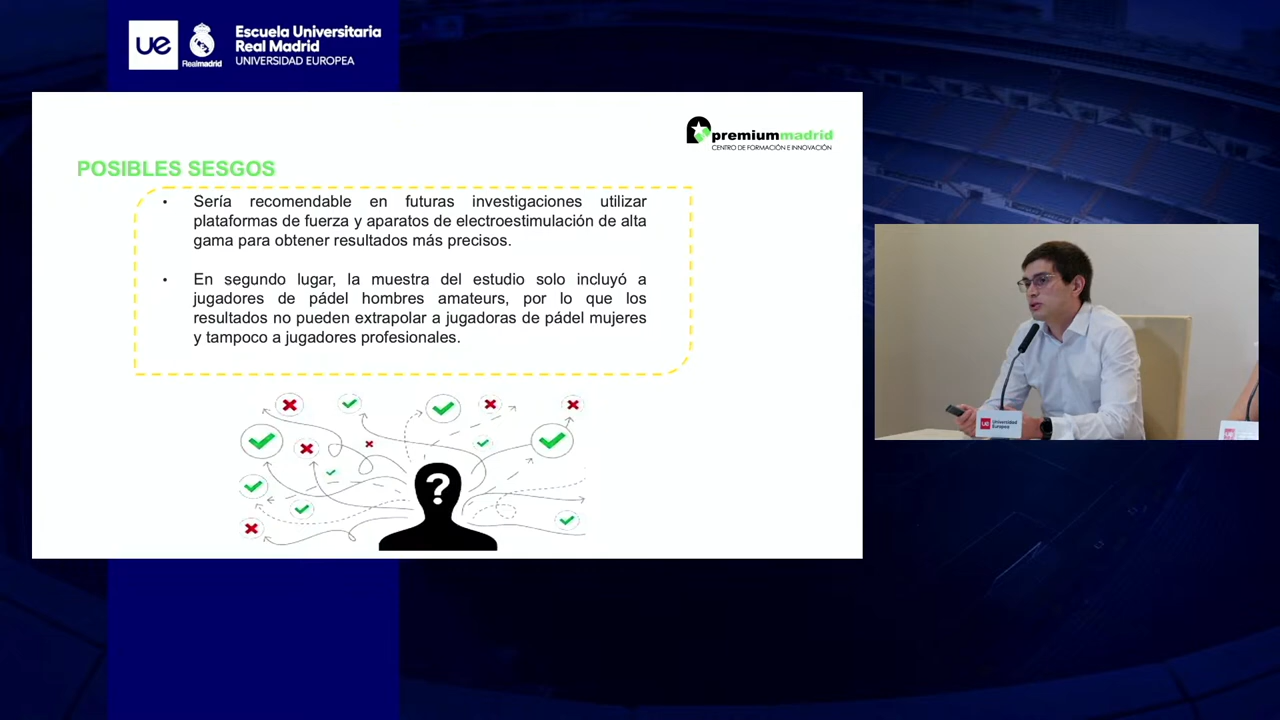 ue
Realmadrid
Escuela Universitaria
Real Madrid
UNIVERSIDAD EUROPEA
premiummadrid
CENTRO DE FORMACIÓN E INNOVACIÓN
POSIBLES SESGOS
• Sería recomendable en futuras investigaciones utilizar
plataformas de fuerza y aparatos de electroestimulación de alta
gama para obtener resultados más precisos.
• En segundo lugar, la muestra del estudio solo incluyó a
jugadores de pádel hombres amateurs, por lo que los
resultados no pueden extrapolar a jugadoras de pádel mujeres
y tampoco a jugadores profesionales.
?
ue Universidad
Europea